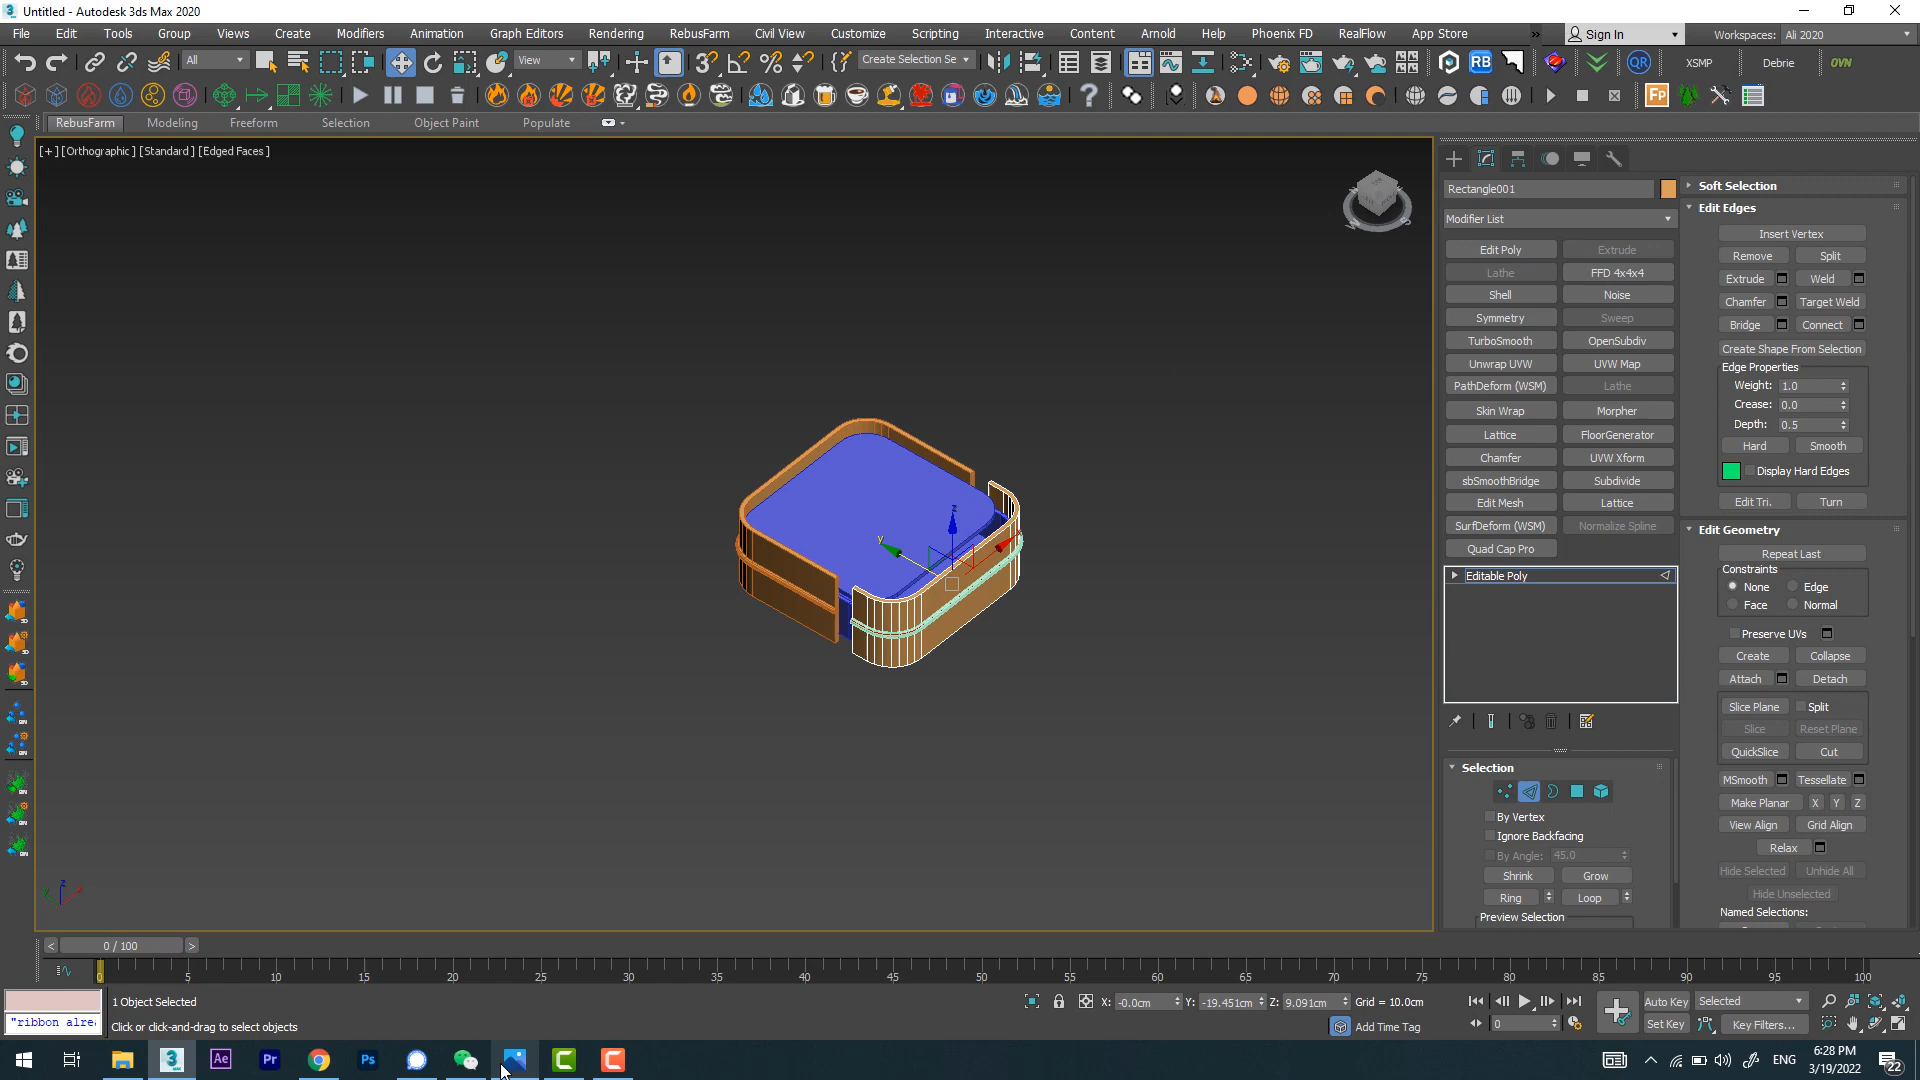 Untitled - Autodesk 3ds Max 2020
File Edit Tools Group Views Create Modifiers Animation Graph Editors Rendering RebusFarm Civil View Customize Scripting Interactive Content Arnold Help Phoenix FD RealFlow App Store » Sign In Workspaces: Ali 2020
All View Create Selection Se RB QR XSMP Debrie OVN
Fp
RebusFarm Modeling Freeform Selection Object Paint Populate
[+] [Orthographic] [Standard] [Edged Faces]
Rectangle001
Modifier List
Edit Poly Extrude
Lathe FFD 4x4x4
Shell Noise
Symmetry Sweep
TurboSmooth OpenSubdiv
Unwrap UVW UVW Map
PathDeform (WSM) Lathe
Skin Wrap Morpher
Lattice FloorGenerator
Chamfer UVW Xform
sbSmoothBridge Subdivide
Edit Mesh Lattice
SurfDeform (WSM) Normalize Spline
Quad Cap Pro
Editable Poly
Selection
By Vertex
Ignore Backfacing
By Angle: 45.0
Shrink Grow
Ring Loop
Preview Selection
Soft Selection
Edit Edges
Insert Vertex
Remove Split
Extrude Weld
Chamfer Target Weld
Bridge Connect
Create Shape From Selection
Edge Properties
Weight: 1.0
Crease: 0.0
Depth: 0.5
Hard Smooth
Display Hard Edges
Edit Tri. Turn
Edit Geometry
Repeat Last
Constraints
None Edge
Face Normal
Preserve UVs
Create Collapse
Attach Detach
Slice Plane Split
Slice Reset Plane
QuickSlice Cut
MSmooth Tessellate
Make Planar X Y Z
View Align Grid Align
Relax
Hide Selected Unhide All
Hide Unselected
Named Selections:
z
y
z
< 0 / 100 >
0 5 10 15 20 25 30 35 40 45 50 55 60 65 70 75 80 85 90 95 100
1 Object Selected X: -0.0cm Y: -19.451cm Z: 9.091cm Grid = 10.0cm Auto Key Selected
"ribbon alrea Click or click-and-drag to select objects Add Time Tag 0 Set Key Key Filters...
Ae Pr Ps ENG 6:28 PM
3/19/2022
22